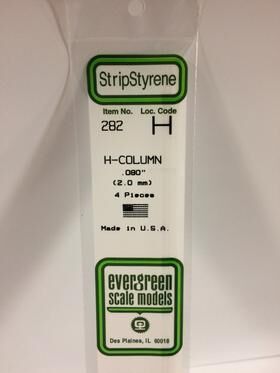 StripStyrene
Item No. Loc. Code
282 H
H-COLUMN
.080"
(2.0 mm)
4 Pieces
Made in U.S.A.
evergreen
scale models
Des Plaines, IL 60018